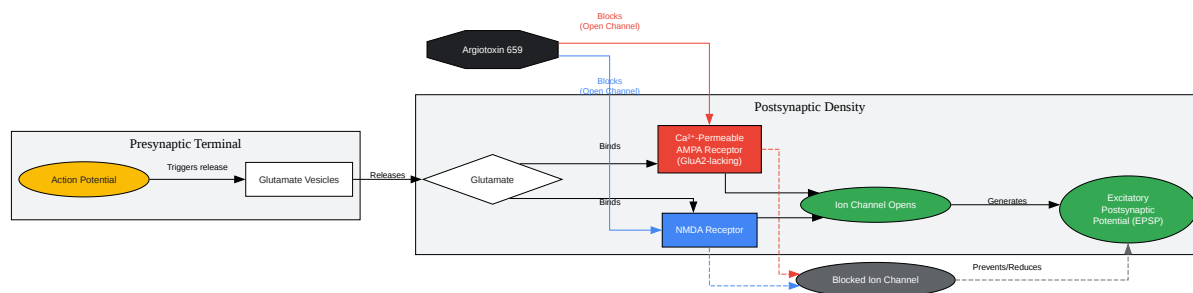 Blocks
(Open Channel)
Argiotoxin 659
Blocks
(Open Channel)
Postsynaptic Density
Presynaptic Terminal
Ca²⁺-Permeable
AMPA Receptor
(GluA2-lacking)
Binds
Triggers release
Action Potential
Glutamate Vesicles
Releases
Glutamate
Binds
Ion Channel Opens
Generates
Excitatory
Postsynaptic
Potential (EPSP)
NMDA Receptor
Blocked Ion Channel
Prevents/Reduces